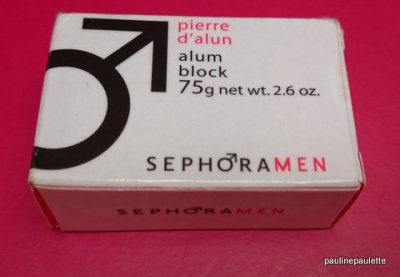 pierre
d'alun
alum
block
75g net wt. 2.6 oz.
SEPHORAMEN
SEPHORAMEN
paulinepaulette